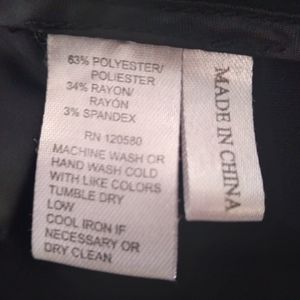 63% POLYESTER/
POLIESTER
34% RAYON/
RAYÓN
3% SPANDEX
RN 120580
MACHINE WASH OR
HAND WASH COLD
WITH LIKE COLORS
TUMBLE DRY
LOW
COOL IRON IF
NECESSARY OR
DRY CLEAN
MADE IN CHINA